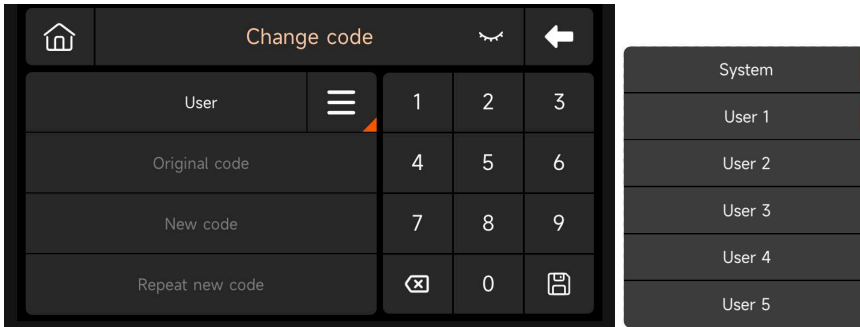 Change code
User
1 2 3
Original code
4 5 6
New code
7 8 9
Repeat new code
0
System
User 1
User 2
User 3
User 4
User 5